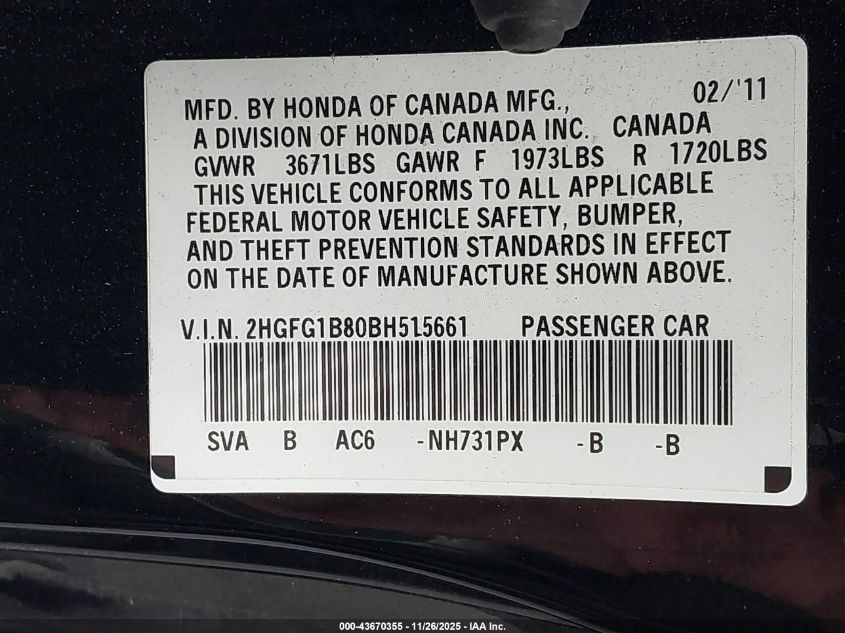 02/'11
MFD. BY HONDA OF CANADA MFG.,
A DIVISION OF HONDA CANADA INC. CANADA
GVWR 3671LBS GAWR F 1973LBS R 1720LBS
THIS VEHICLE CONFORMS TO ALL APPLICABLE
FEDERAL MOTOR VEHICLE SAFETY, BUMPER,
AND THEFT PREVENTION STANDARDS IN EFFECT
ON THE DATE OF MANUFACTURE SHOWN ABOVE.
V.I.N. 2HGFG1B80BH515661 PASSENGER CAR
SVA B AC6 -NH731PX -B -B
000-43670355 - 11/26/2025 - IAA Inc.